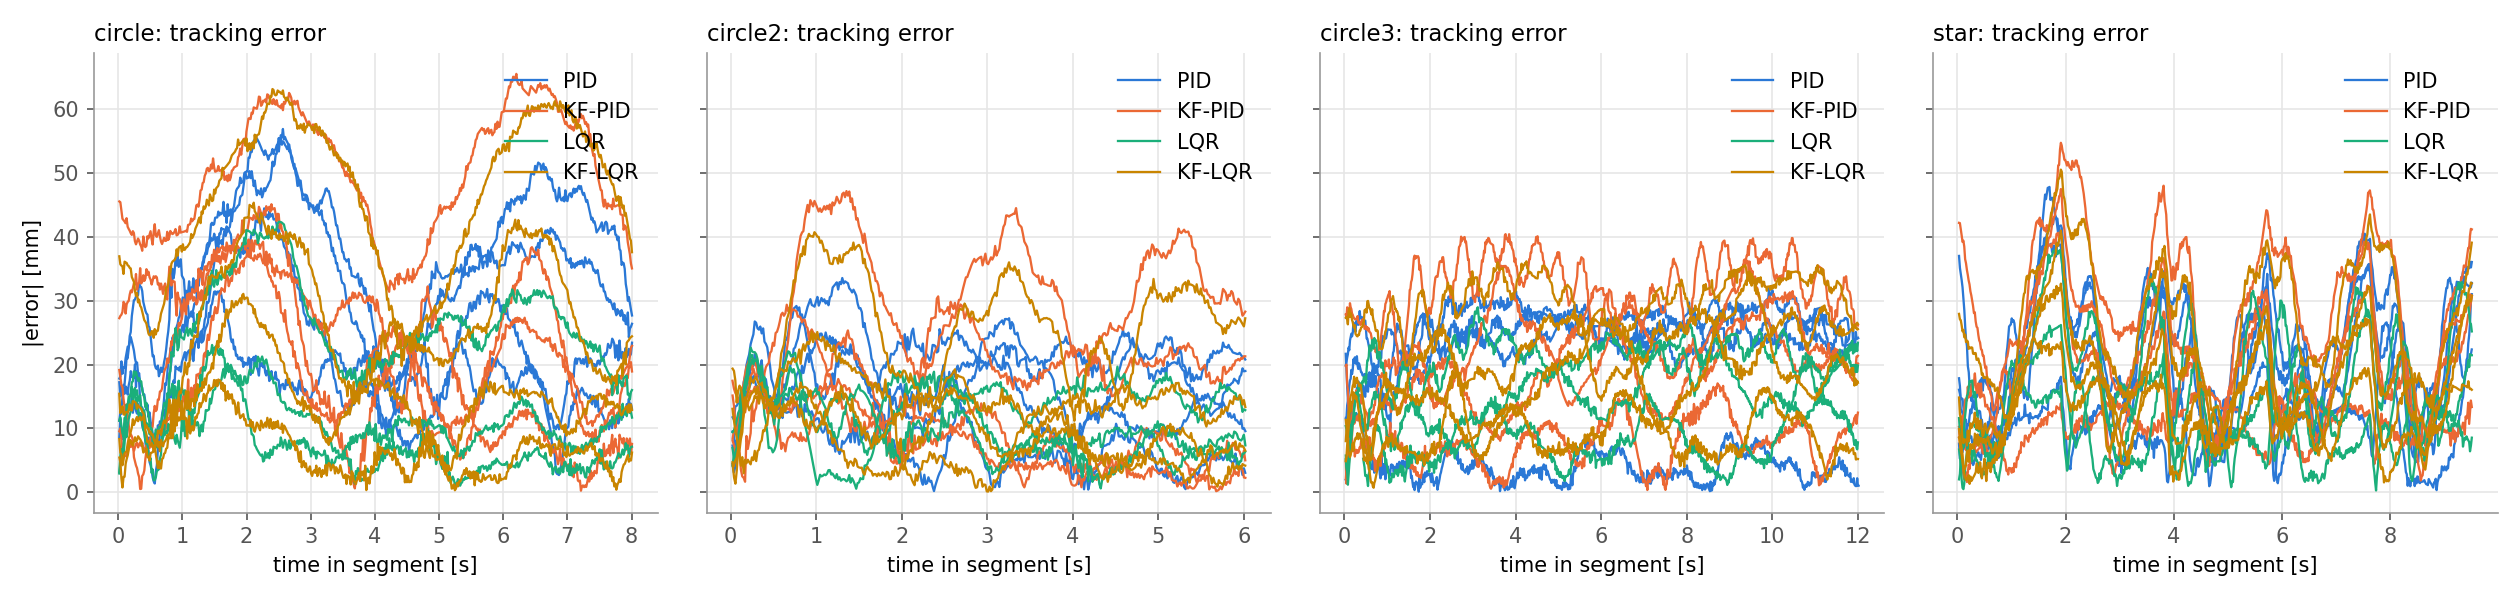 circle: tracking error
PID
KF-PID
LQR
KF-LQR
|error| [mm]
60
50
40
30
20
10
0
0 1 2 3 4 5 6 7 8
time in segment [s]
circle2: tracking error
PID
KF-PID
LQR
KF-LQR
0 1 2 3 4 5 6
time in segment [s]
circle3: tracking error
PID
KF-PID
LQR
KF-LQR
0 2 4 6 8 10 12
time in segment [s]
star: tracking error
PID
KF-PID
LQR
KF-LQR
0 2 4 6 8
time in segment [s]